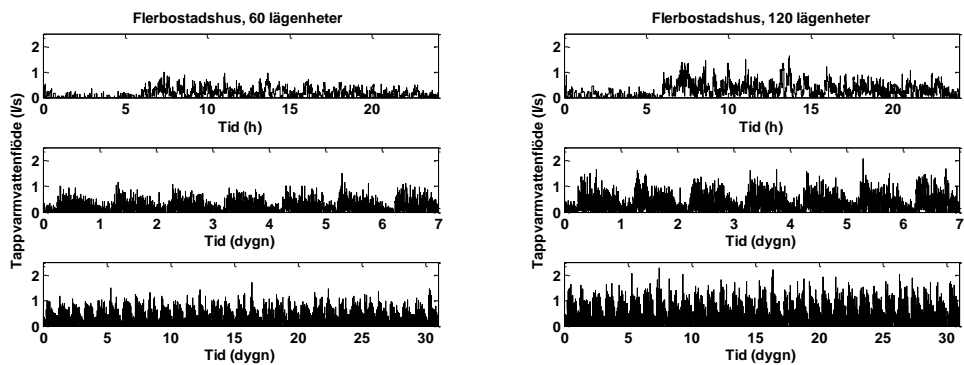 Flerbostadshus, 60 lägenheter
2
1
0
0 5 10 15 20
Tid (h)
2
1
0
0 1 2 3 4 5 6 7
Tid (dygn)
2
1
0
0 5 10 15 20 25 30
Tid (dygn)
Tappvarmvattenflöde (l/s)
Flerbostadshus, 120 lägenheter
2
1
0
0 5 10 15 20
Tid (h)
2
1
0
0 1 2 3 4 5 6 7
Tid (dygn)
2
1
0
0 5 10 15 20 25 30
Tid (dygn)
Tappvarmvattenflöde (l/s)